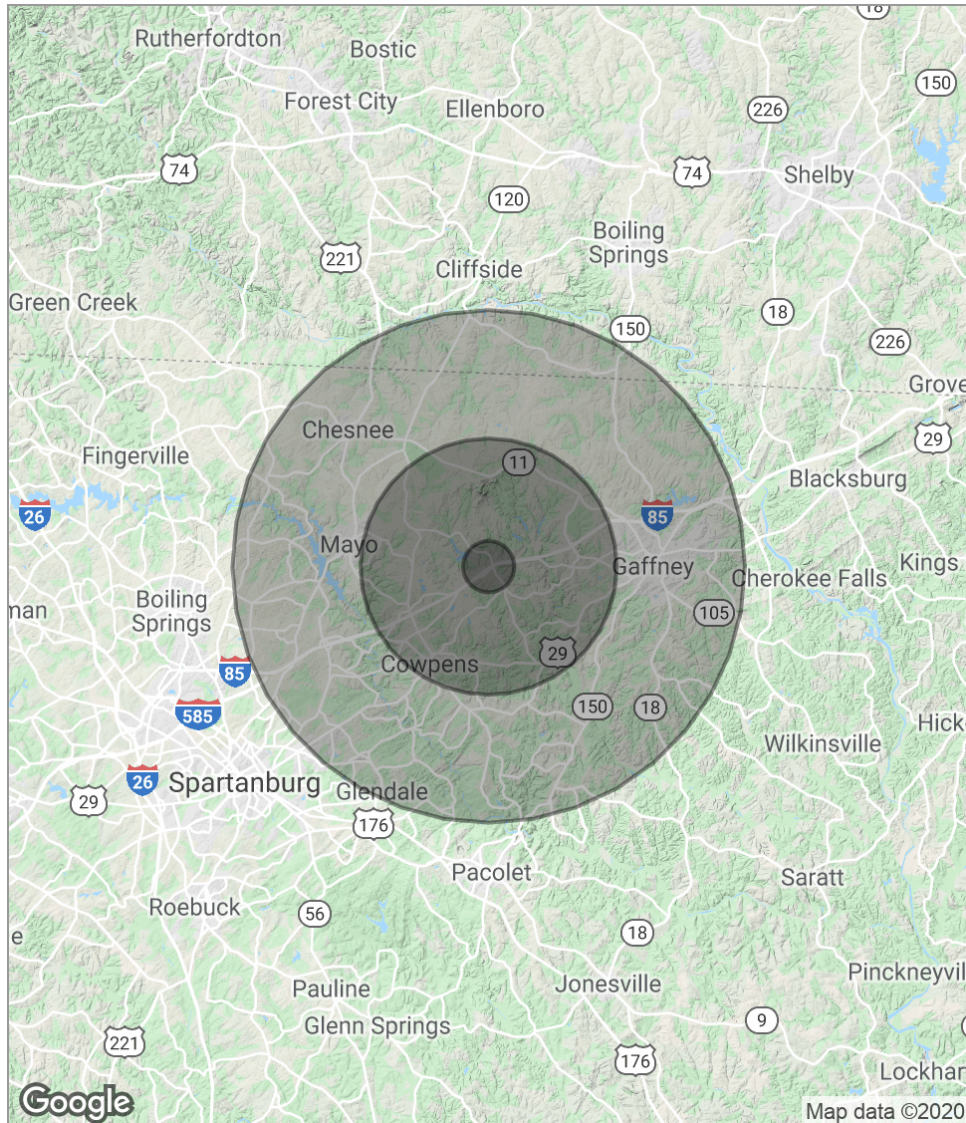 18
Rutherfordton
Bostic
150
Forest City
Ellenboro
226
74
74
Shelby
120
Boiling
Springs
221
Cliffside
Green Creek
18
150
226
Grove
29
Chesnee
Fingerville
11
Blacksburg
26
85
Mayo
Gaffney
Kings
Cherokee Falls
man
Boiling
Springs
105
29
Cowpens
85
585
150
18
Hick
Wilkinsville
26
Spartanburg
Glendale
29
176
Pacolet
Saratt
Roebuck
56
18
e
Pinckneyvil
Pauline
Jonesville
Glenn Springs
9
221
176
Lockhar
Google
Map data ©2020